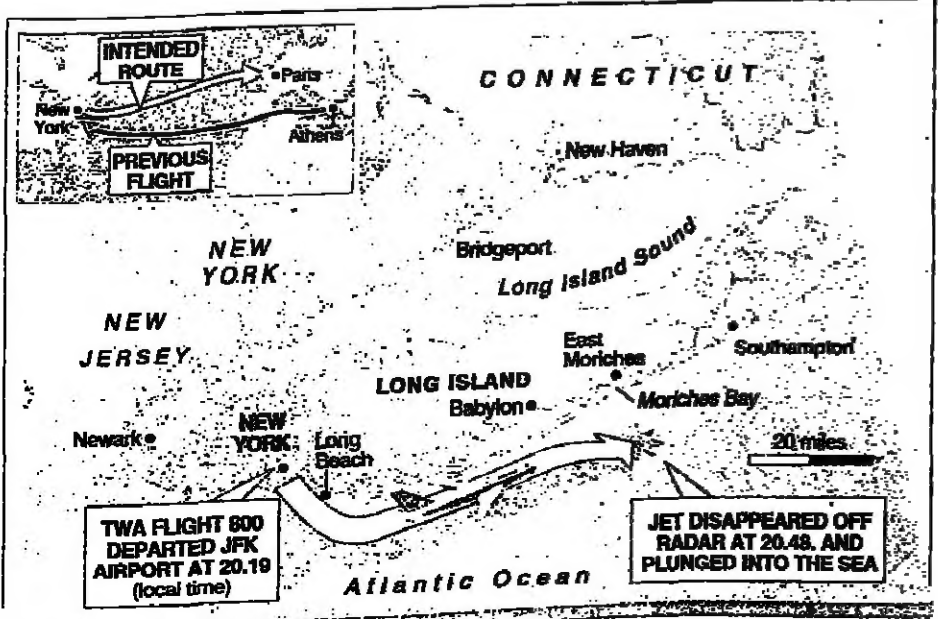 INTENDED
ROUTE
Paris
New
York
Athens
PREVIOUS
FLIGHT
CONNECTICUT
New Haven
Bridgeport
Long Island Sound
NEW
YORK
NEW
JERSEY
East
Moriches
Southampton
LONG ISLAND
Babylon
Moriches Bay
Newark
NEW
YORK
Long
Beach
20 miles
TWA FLIGHT 800
DEPARTED JFK
AIRPORT AT 20.19
(local time)
JET DISAPPEARED OFF
RADAR AT 20.48. AND
PLUNGED INTO THE SEA
Atlantic Ocean